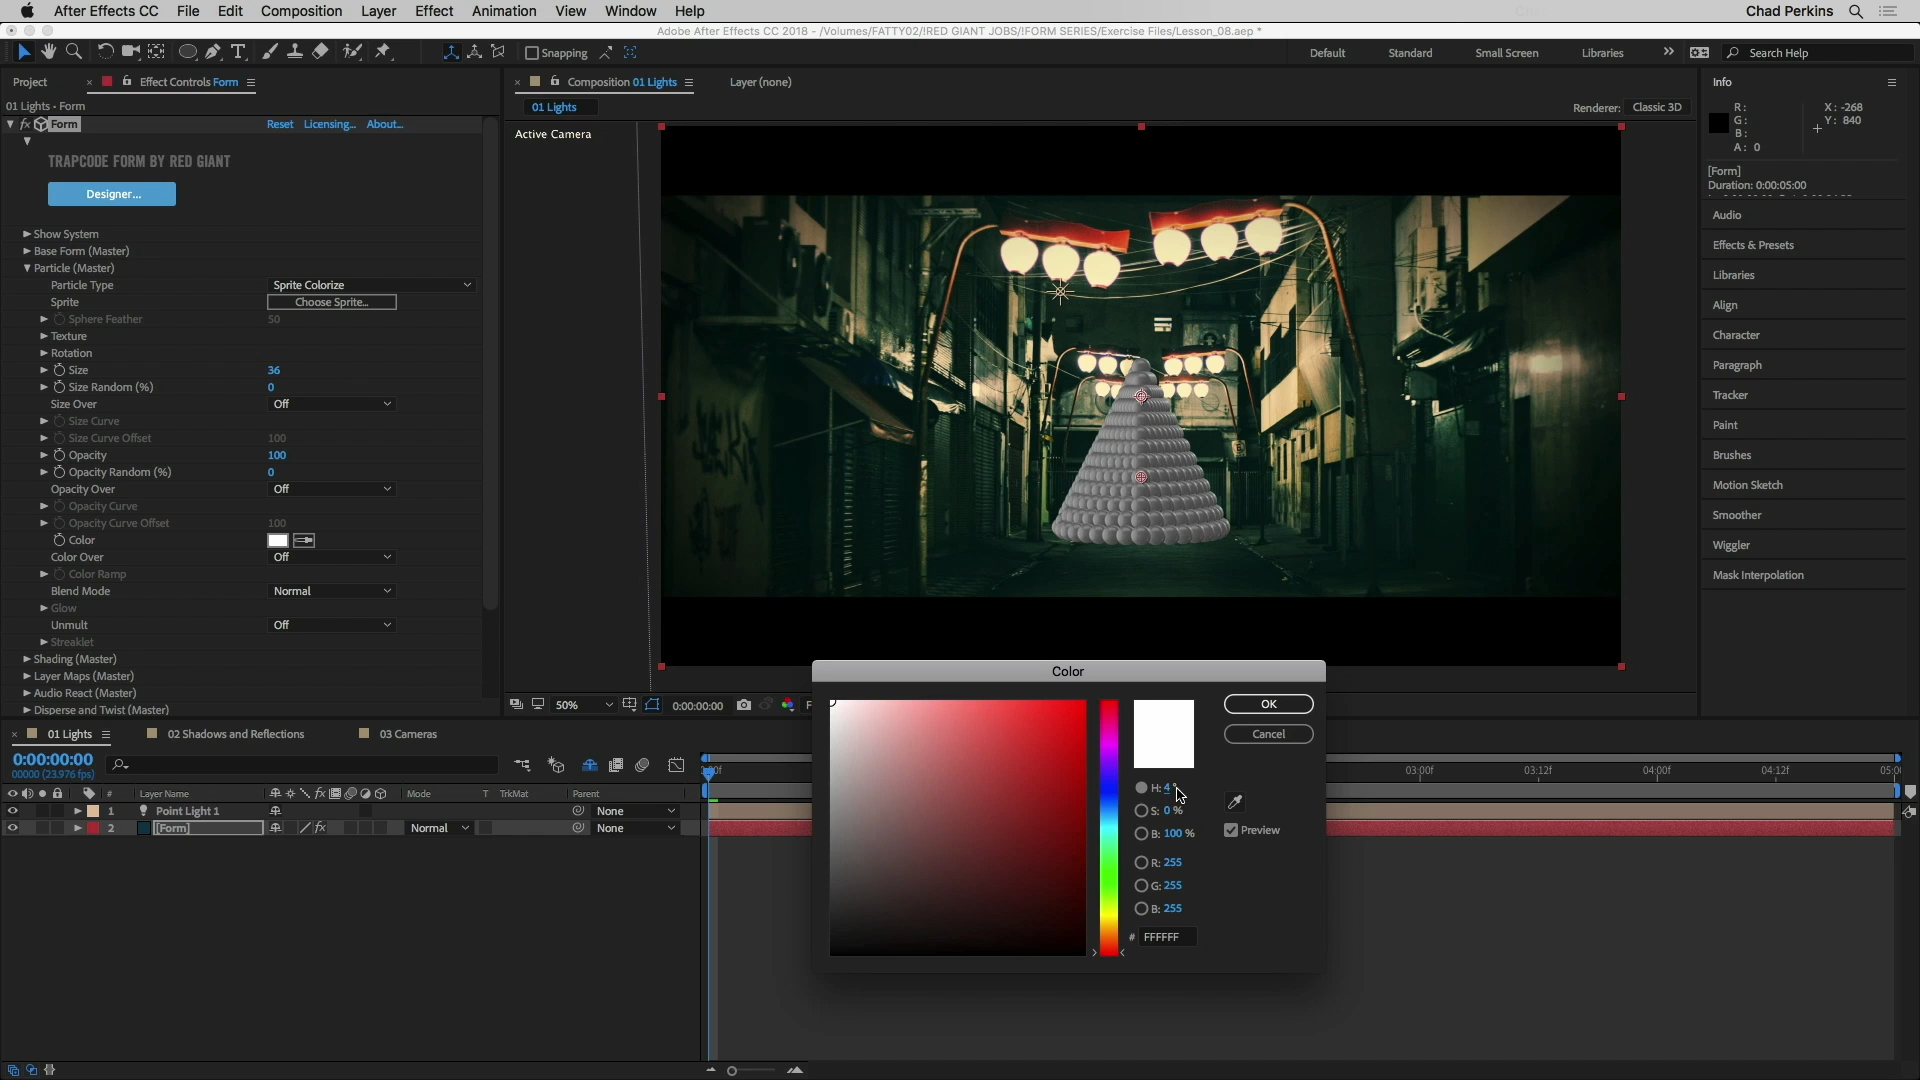 After Effects CC File Edit Composition Layer Effect Animation View Window Help Chad Perkins
Adobe After Effects CC 2018 - /Volumes/FATTY02/!RED GIANT JOBS/!FORM SERIES/Exercise Files/Lesson_08.aep *
Snapping Default Standard Small Screen Libraries » Search Help
Project × Effect Controls Form
01 Lights • Form
fx Form Reset Licensing... About...
TRAPCODE FORM BY RED GIANT
Designer...
Show System
Base Form (Master)
Particle (Master)
Particle Type Sprite Colorize
Sprite Choose Sprite...
Sphere Feather 50
Texture
Rotation
Size 36
Size Random (%) 0
Size Over Off
Size Curve
Size Curve Offset 100
Opacity 100
Opacity Random (%) 0
Opacity Over Off
Opacity Curve
Opacity Curve Offset 100
Color
Color Over Off
Color Ramp
Blend Mode Normal
Glow
Unmult Off
Streaklet
Shading (Master)
Layer Maps (Master)
Audio React (Master)
Disperse and Twist (Master)
× Composition 01 Lights Layer (none)
01 Lights Renderer: Classic 3D
Active Camera
50% 0:00:00:00
Info
R: X: -268
G: Y: 840
B:
A: 0
[Form]
Duration: 0:00:05:00
Audio
Effects & Presets
Libraries
Align
Character
Paragraph
Tracker
Paint
Brushes
Motion Sketch
Smoother
Wiggler
Mask Interpolation
Color
OK
Cancel
H: 4 °
S: 0 %
B: 100 %
Preview
R: 255
G: 255
B: 255
# FFFFFF
× 01 Lights 02 Shadows and Reflections 03 Cameras
0:00:00:00
00000 (23.976 fps)
03:00f 03:12f 04:00f 04:12f
# Layer Name fx Mode T TrkMat Parent
1 Point Light 1 None
2 [Form] fx Normal None